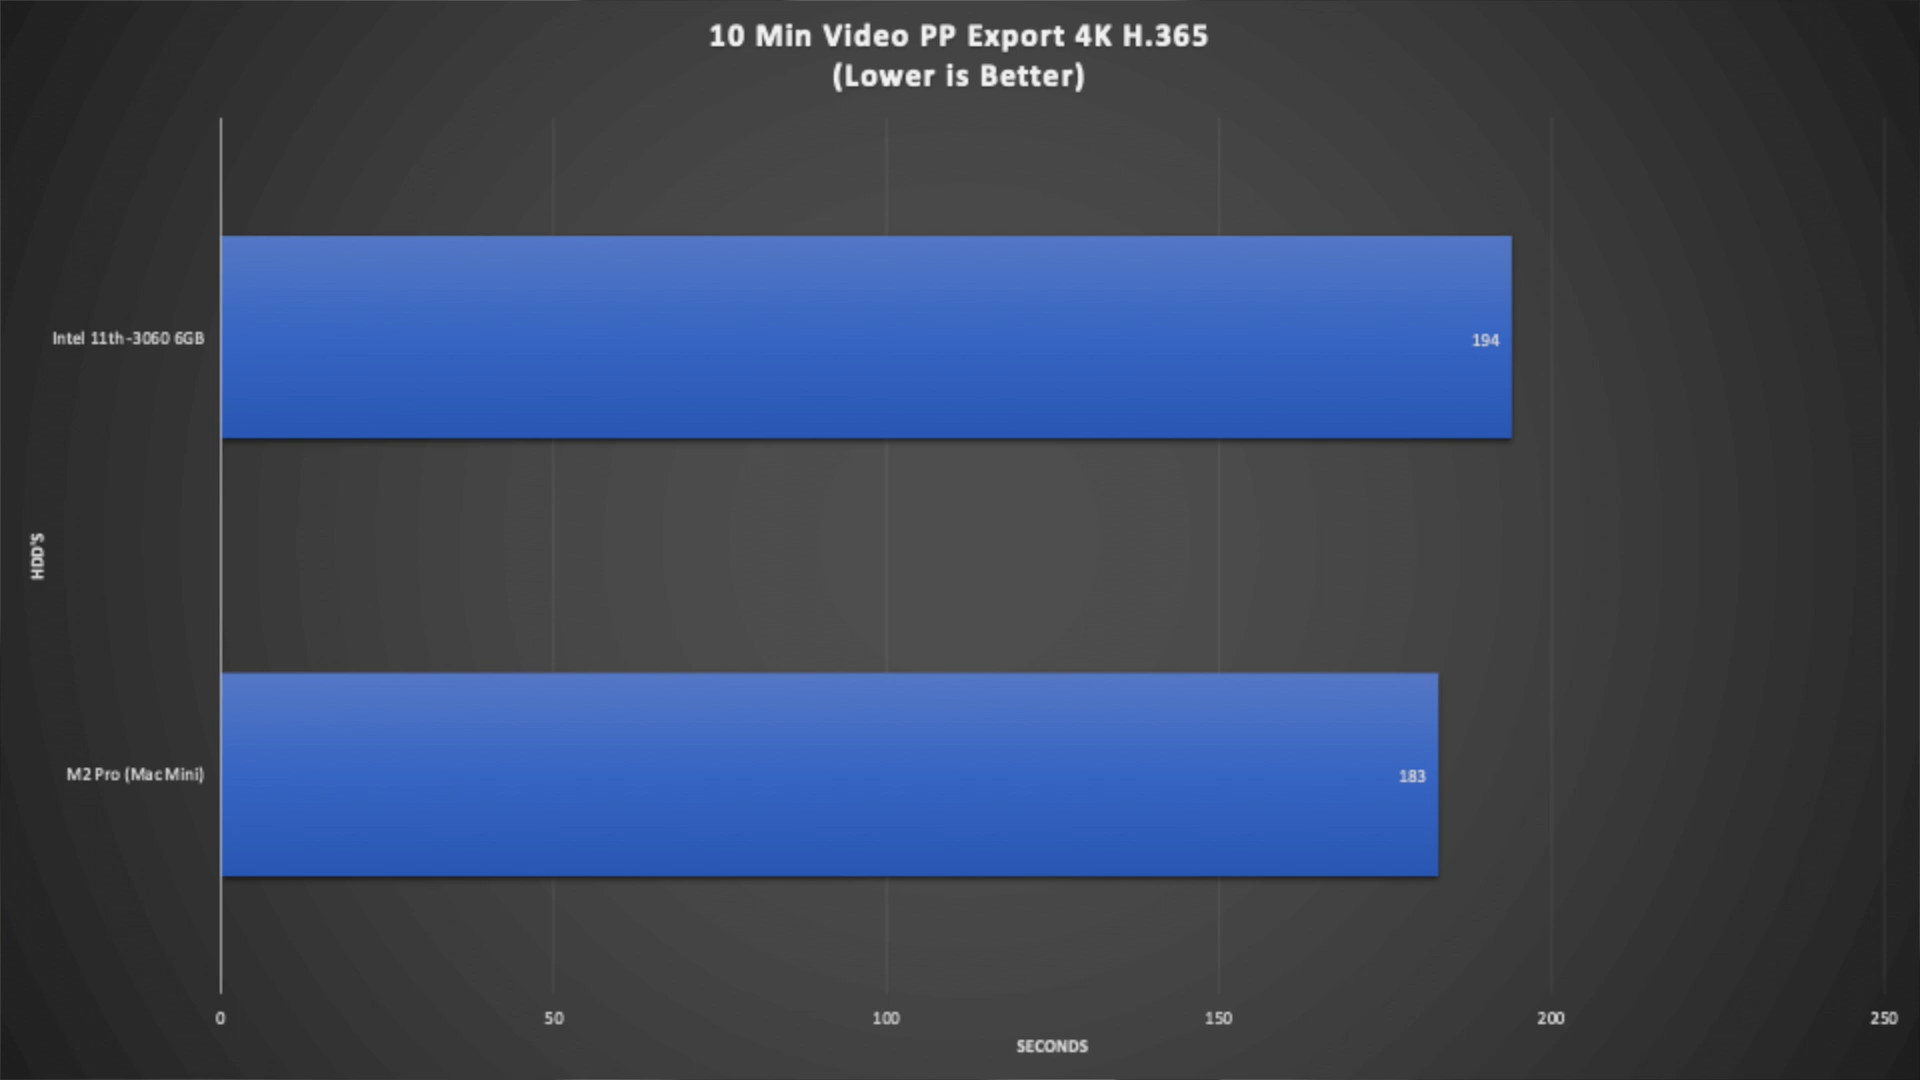 10 Min Video PP Export 4K H.365
(Lower is Better)
Intel 11th-3060 6GB
194
HDD'S
M2 Pro (Mac Mini)
183
0
50
100
150
200
250
SECONDS